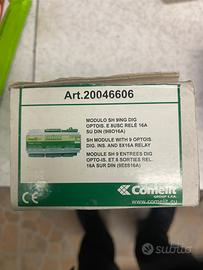 Art.20046606
MODULO SH 9ING DIG
OPTOIS. E 8USC RELÈ 16A
SU DIN (9I8O16A)
SH MODULE WITH 9 OPTOIS.
DIG. INS. AND 8X16A RELAY
MODULE SH 9 ENTREES DIG
OPTO-IS. ET 8 SORTIES REL.
16A SUR DIN (9E8S16A)
Comelit
GROUP S.P.A.
subito